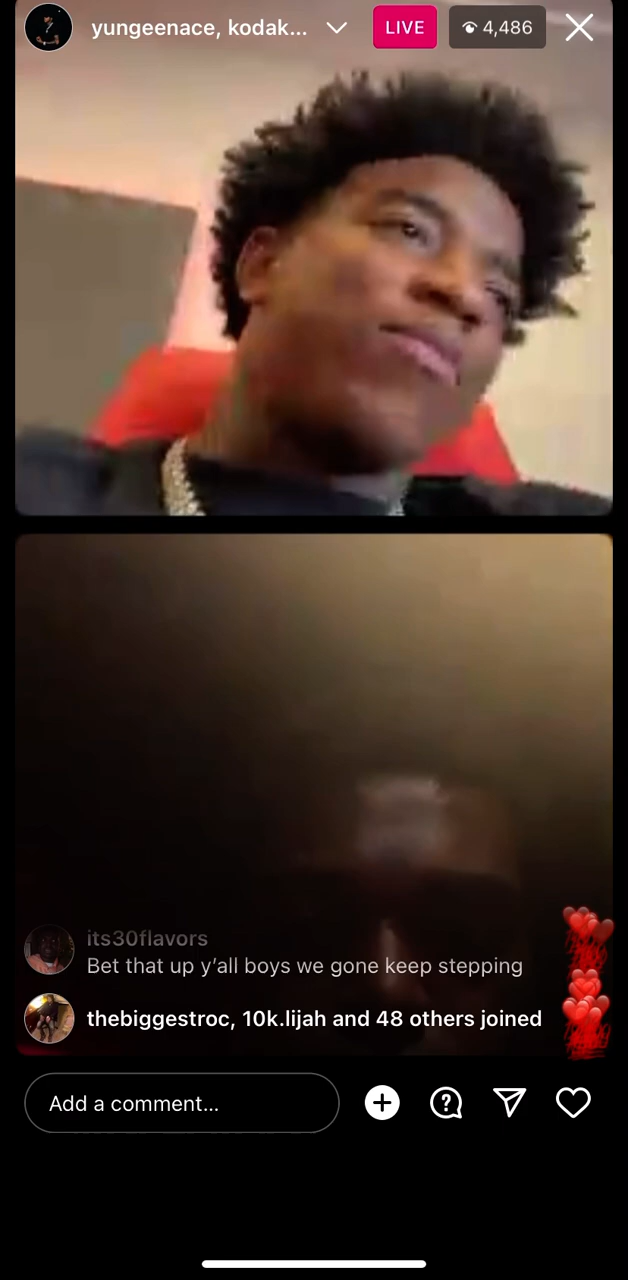 yungeenace, kodak...
LIVE
4,486
its30flavors
Bet that up y’all boys we gone keep stepping
thebiggestroc, 10k.lijah and 48 others joined
Add a comment...